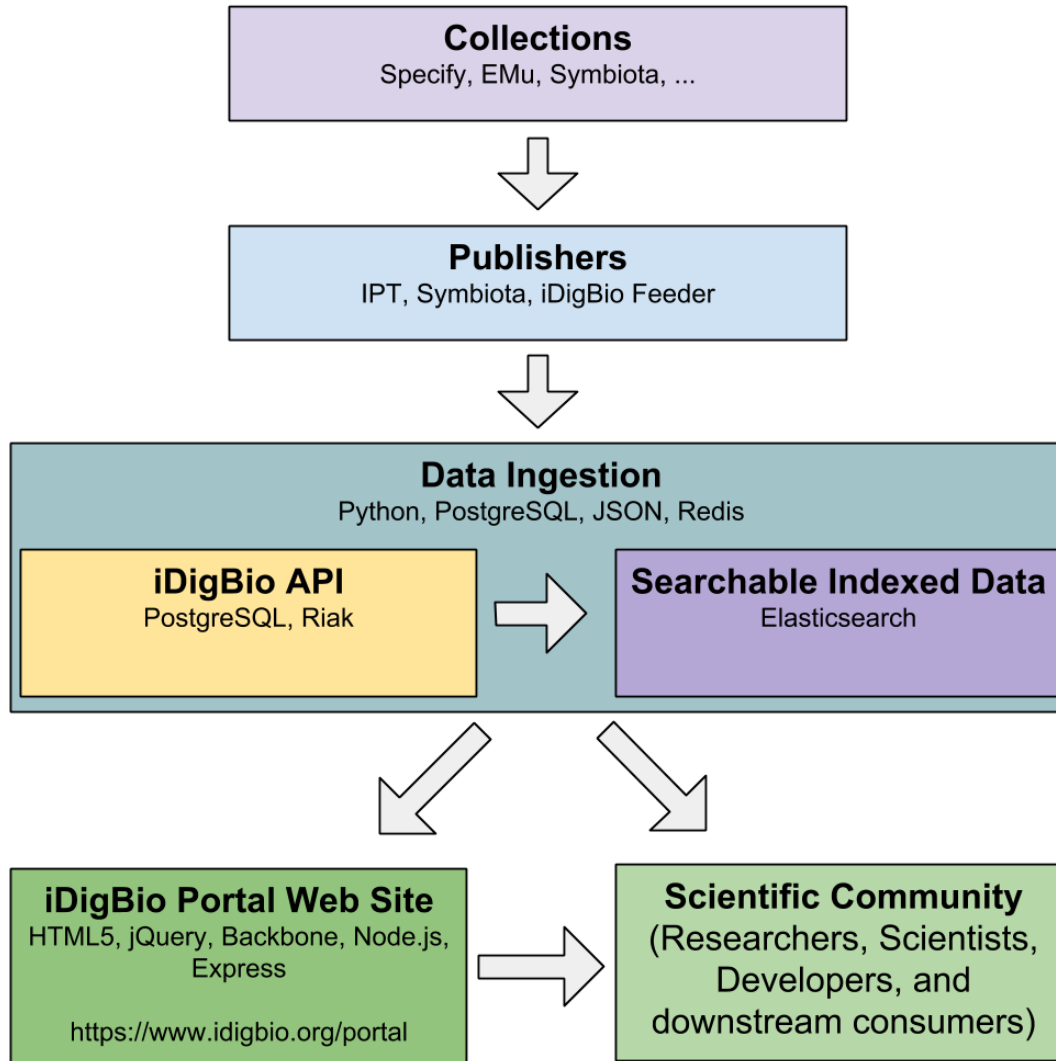 Collections
Specify, EMu, Symbiota, ...
Publishers
IPT, Symbiota, iDigBio Feeder
Data Ingestion
Python, PostgreSQL, JSON, Redis
iDigBio API
PostgreSQL, Riak
Searchable Indexed Data
Elasticsearch
iDigBio Portal Web Site
HTML5, jQuery, Backbone, Node.js,
Express
https://www.idigbio.org/portal
Scientific Community
(Researchers, Scientists,
Developers, and
downstream consumers)